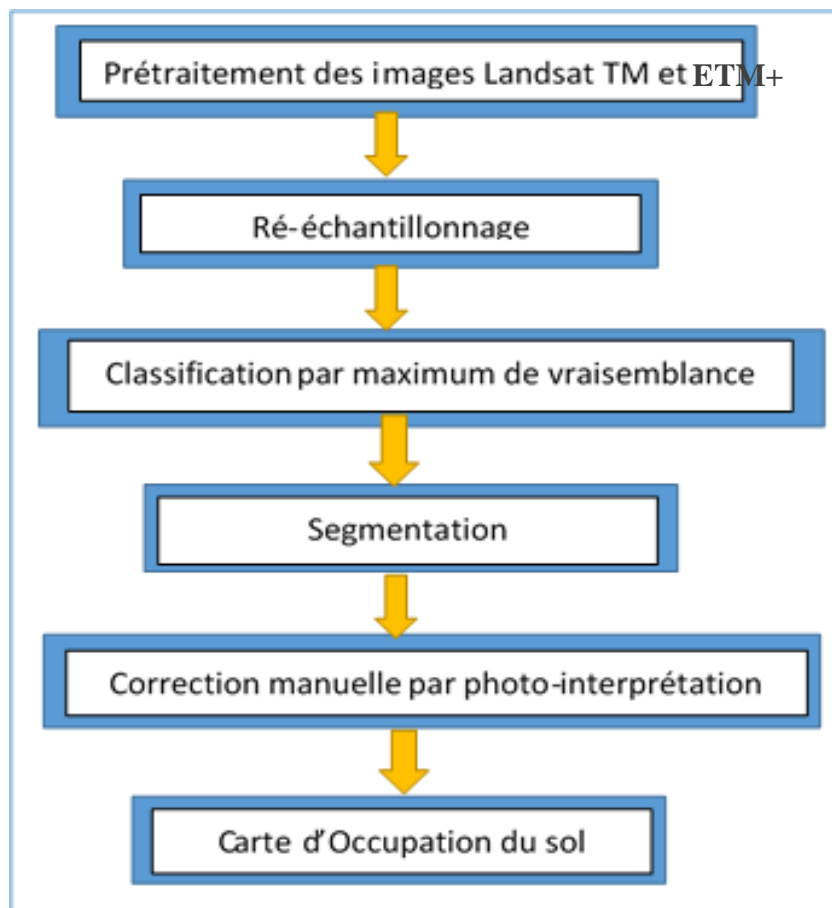 Prétraitement des images Landsat TM et ETM+
Ré-échantillonnage
Classification par maximum de vraisemblance
Segmentation
Correction manuelle par photo-interprétation
Carte d'Occupation du sol